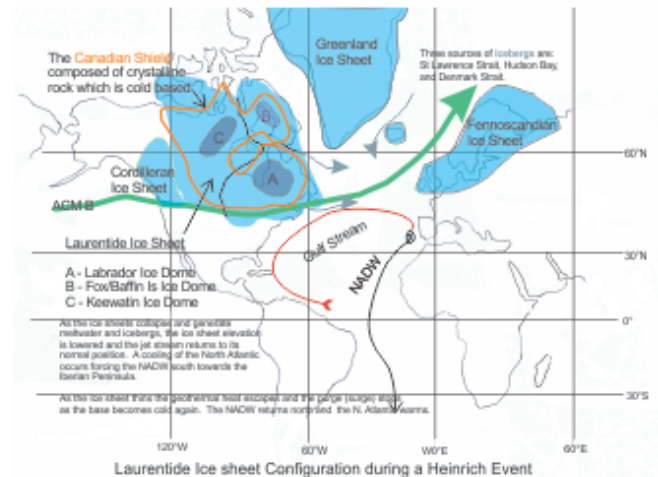 The Canadian Shield
composed of crystalline
rock which is cold based.
Greenland
Ice Sheet
Three sources of icebergs are:
St Lawrence Strait, Hudson Bay,
and Denmark Strait.
B
C
A
Fennoscandian
Ice Sheet
60°N
Cordilleran
Ice Sheet
ACM B
Laurentide Ice Sheet
Gulf Stream
NADW
30°N
A - Labrador Ice Dome
B - Fox/Baffin Is Ice Dome
C - Keewatin Ice Dome
As the ice sheets collapse and generate
meltwater and icebergs, the ice sheet elevation
is lowered and the jet stream returns to its
normal position. A cooling of the North Atlantic
occurs forcing the NADW south towards the
Iberian Peninsula.
0°
As the ice sheet thins the geothermal heat escapes and the purge (surge) stops
as the base becomes cold again. The NADW returns north and the N. Atlantic warms.
30°S
120°W
60°W
0°E
60°E
Laurentide Ice sheet Configuration during a Heinrich Event